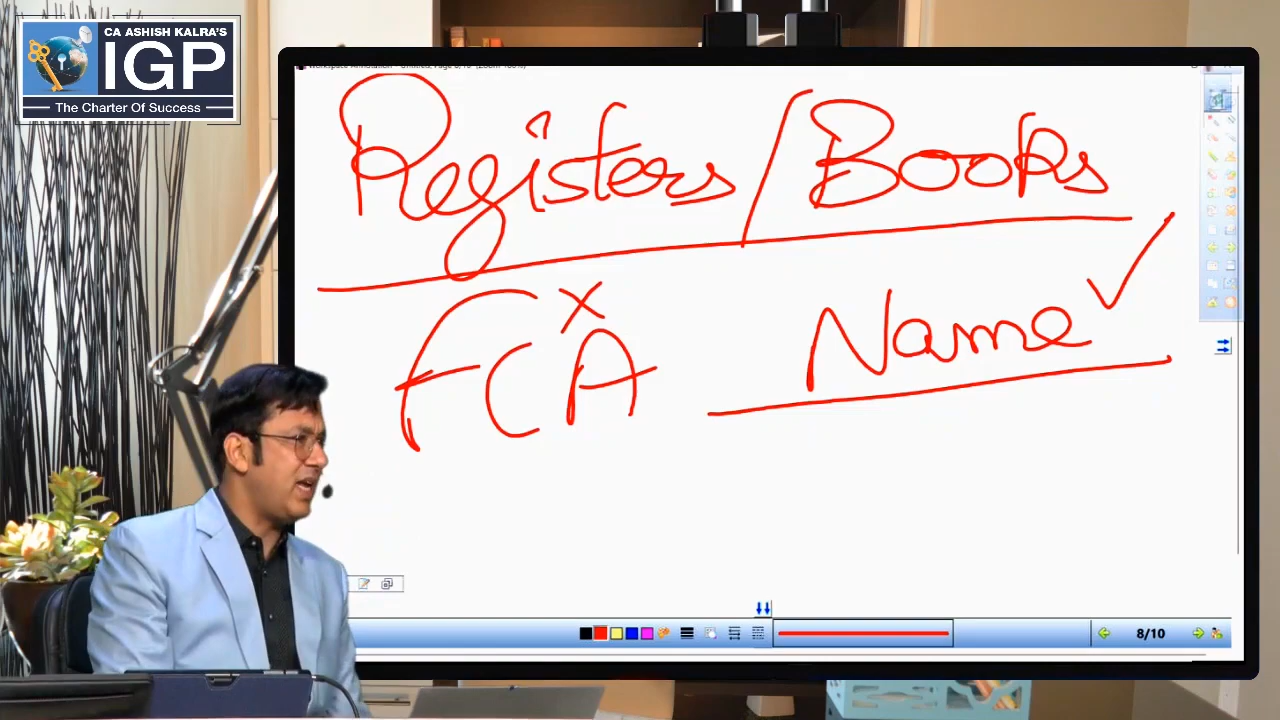 CA ASHISH KALRA'S
IGP
The Charter Of Success
Registers/Books
FCA Name
8/10